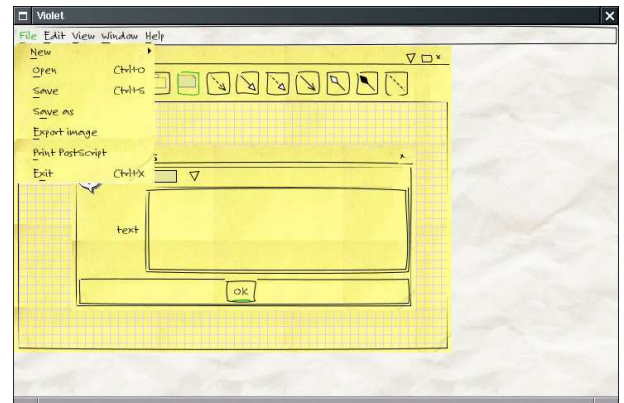 Violet
File Edit View Window Help
New
Open Ctrl+O
Save Ctrl+S
Save as
Export image
Print PostScript
Exit Ctrl+X
text
OK